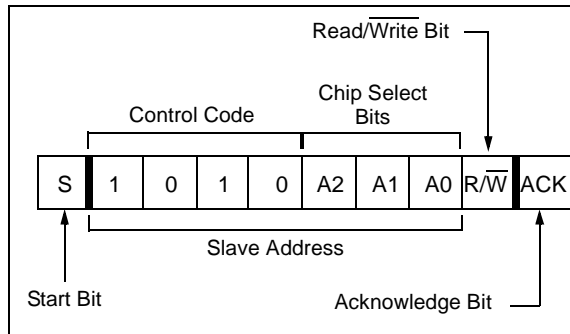 Read/Write Bit
Chip Select
Control Code Bits
S 1 0 1 0 A2 A1 A0 R/W ACK
Slave Address
Start Bit Acknowledge Bit